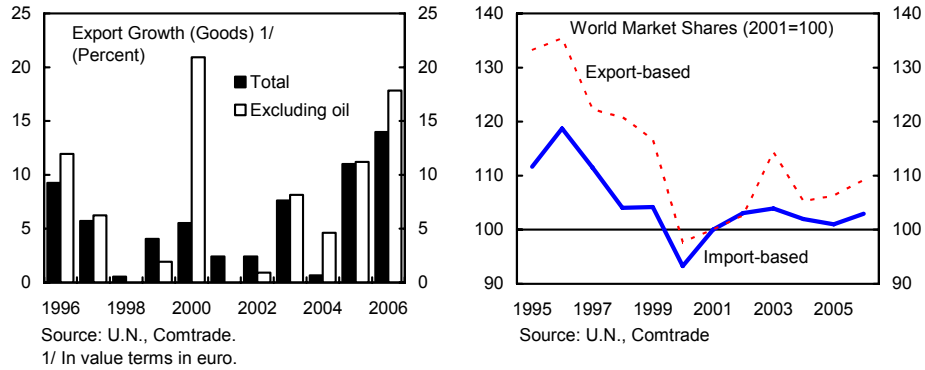 Export Growth (Goods) 1/
(Percent)
Total
Excluding oil
25 25
20 20
15 15
10 10
5 5
0 0
1996 1998 2000 2002 2004 2006
Source: U.N., Comtrade.
1/ In value terms in euro.
World Market Shares (2001=100)
Export-based
Import-based
140 140
130 130
120 120
110 110
100 100
90 90
1995 1997 1999 2001 2003 2005
Source: U.N., Comtrade